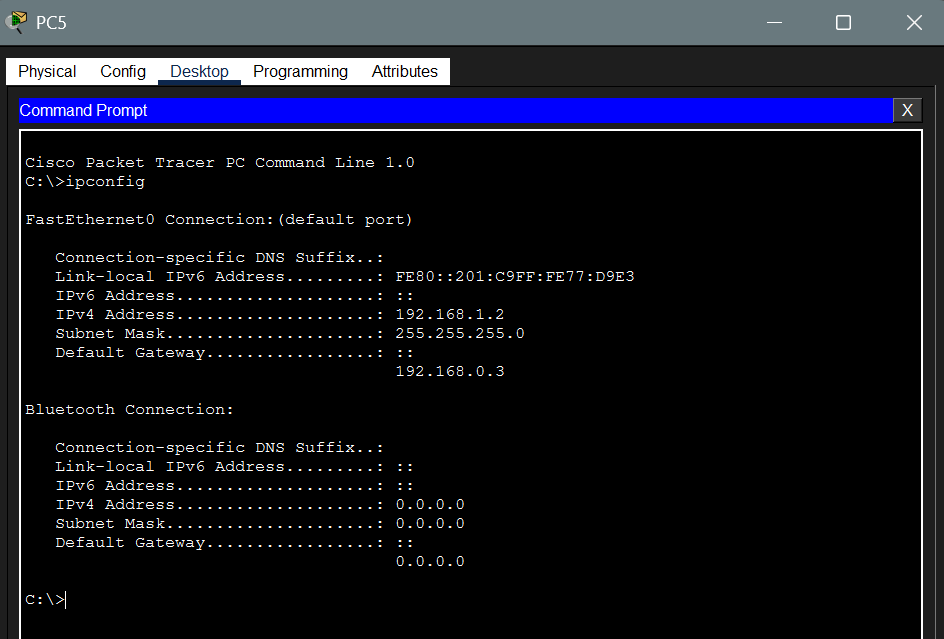 PC5
Physical Config Desktop Programming Attributes
Command Prompt X
Cisco Packet Tracer PC Command Line 1.0
C:\>ipconfig
FastEthernet0 Connection:(default port)
Connection-specific DNS Suffix..:
Link-local IPv6 Address.........: FE80::201:C9FF:FE77:D9E3
IPv6 Address....................: ::
IPv4 Address....................: 192.168.1.2
Subnet Mask.....................: 255.255.255.0
Default Gateway.................: ::
192.168.0.3
Bluetooth Connection:
Connection-specific DNS Suffix..:
Link-local IPv6 Address.........: ::
IPv6 Address....................: ::
IPv4 Address....................: 0.0.0.0
Subnet Mask.....................: 0.0.0.0
Default Gateway.................: ::
0.0.0.0
C:\>